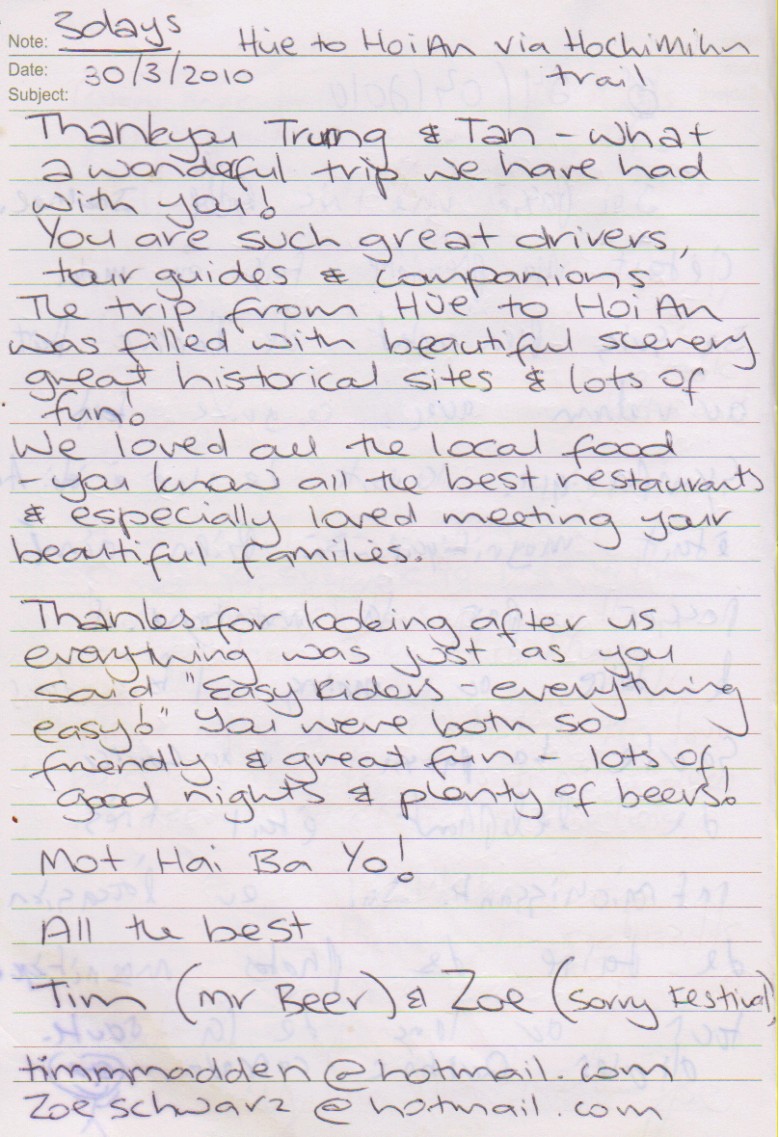 Note: 3days Hüe to Hoi An via Hochimihn
Date: 30/3/2010 trail
Subject:
Thankyou Trung & Tan - what
a wonderful trip we have had
with you!
You are such great drivers,
tour guides & companions.
The trip from Hüe to Hoi An
was filled with beautiful scenery
great historical sites & lots of
fun!
We loved all the local food
you know all the best restaurants
& especially loved meeting your
beautiful families.
Thanks for looking after us
everything was just as you
said "Easy riders everything
easy!" You were both so
friendly & great fun - lots of
good nights & plenty of beers!
Mot Hai Ba Yo!
All the best
Tim (mr Beer) & Zoe (Sorry Festival)
timmmadden@hotmail.com
Zoeschwarz@hotmail.com